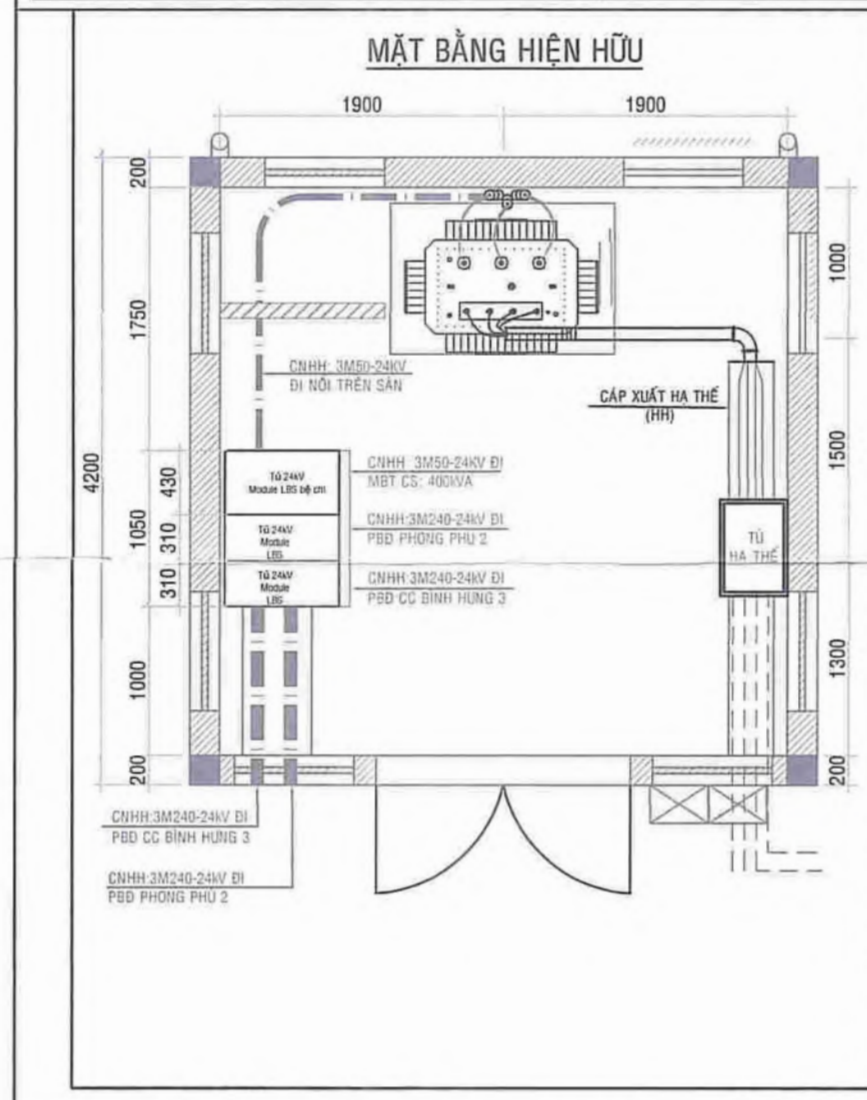 MẶT BẰNG HIỆN HỮU
1900
1900
200
1750
4200
430
1050
310
310
1000
200
1000
1500
1300
200
CNHH: 3M50-24KV
ĐI NỔI TRÊN SÀN
CÁP XUẤT HẠ THẾ
(HH)
Tủ 24kV
Module LBS bệ chì
CNHH 3M50-24KV ĐI
MBT CS: 400KVA
Tủ 24kV
Module
LBS
CNHH:3M240-24KV ĐI
PBĐ PHONG PHÚ 2
Tủ 24kV
Module
LBS
CNHH:3M240-24KV ĐI
PBĐ CC BÌNH HƯNG 3
TỦ
HẠ THẾ
CNHH:3M240-24KV ĐI
PBĐ CC BÌNH HƯNG 3
CNHH:3M240-24KV ĐI
PBĐ PHONG PHÚ 2